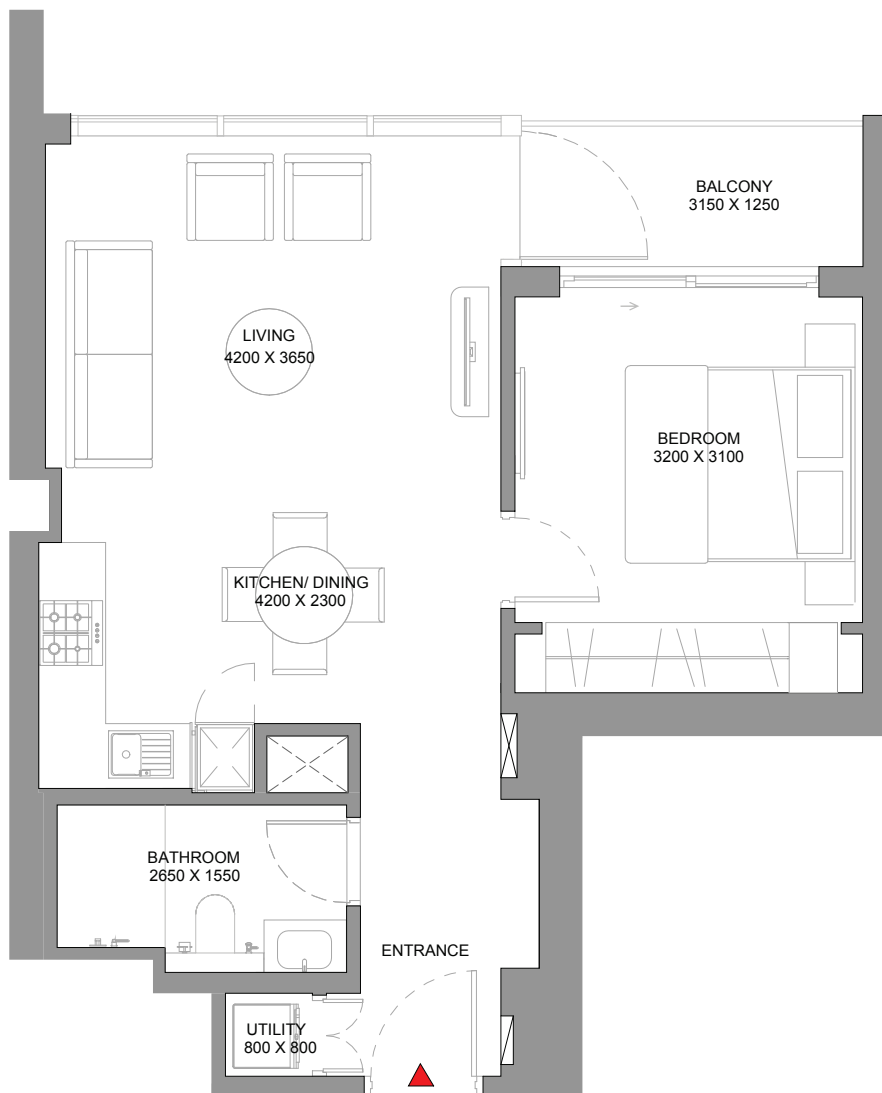 BALCONY
3150 X 1250
LIVING
4200 X 3650
BEDROOM
3200 X 3100
KITCHEN/ DINING
4200 X 2300
BATHROOM
2650 X 1550
ENTRANCE
UTILITY
800 X 800